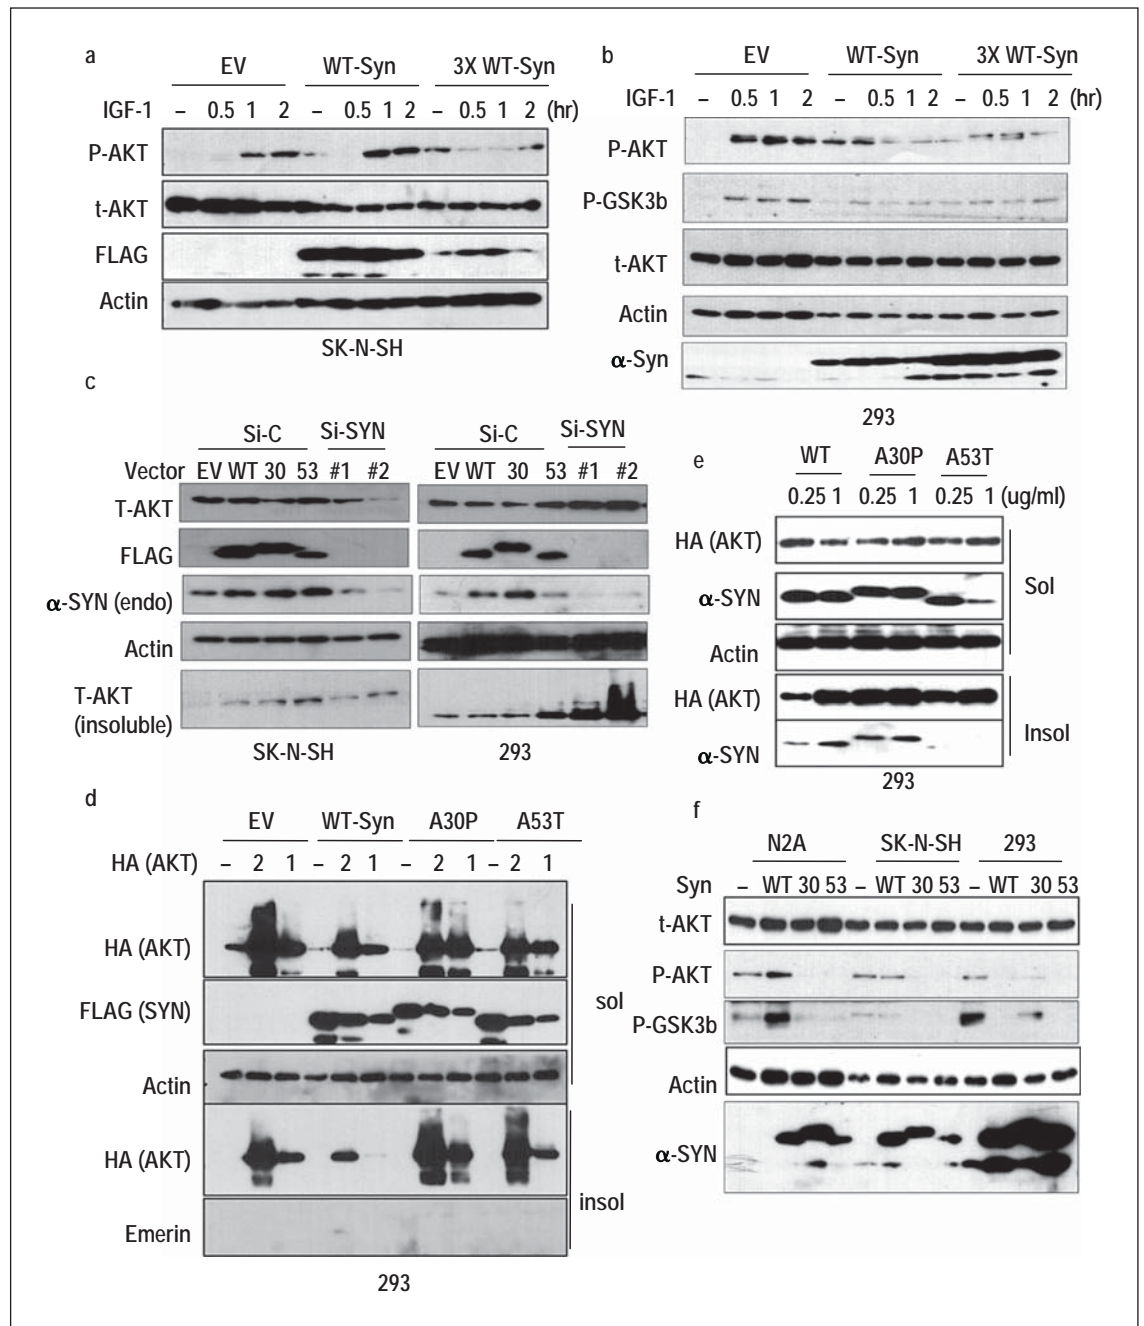 a
EV WT-Syn 3X WT-Syn
IGF-1 – 0.5 1 2 – 0.5 1 2 – 0.5 1 2 (hr)
P-AKT
t-AKT
FLAG
Actin
SK-N-SH
b
EV WT-Syn 3X WT-Syn
IGF-1 – 0.5 1 2 – 0.5 1 2 – 0.5 1 2 (hr)
P-AKT
P-GSK3b
t-AKT
Actin
α-Syn
293
c
Si-C Si-SYN Si-C Si-SYN
Vector EV WT 30 53 #1 #2 EV WT 30 53 #1 #2
T-AKT
FLAG
α-SYN (endo)
Actin
T-AKT
(insoluble)
SK-N-SH 293
e
WT A30P A53T
0.25 1 0.25 1 0.25 1 (ug/ml)
HA (AKT)
α-SYN
Sol
Actin
HA (AKT)
α-SYN
Insol
293
d
EV WT-Syn A30P A53T
HA (AKT) – 2 1 – 2 1 – 2 1 – 2 1
HA (AKT)
FLAG (SYN)
sol
Actin
HA (AKT)
insol
Emerin
293
f
N2A SK-N-SH 293
Syn – WT 30 53 – WT 30 53 – WT 30 53
t-AKT
P-AKT
P-GSK3b
Actin
α-SYN